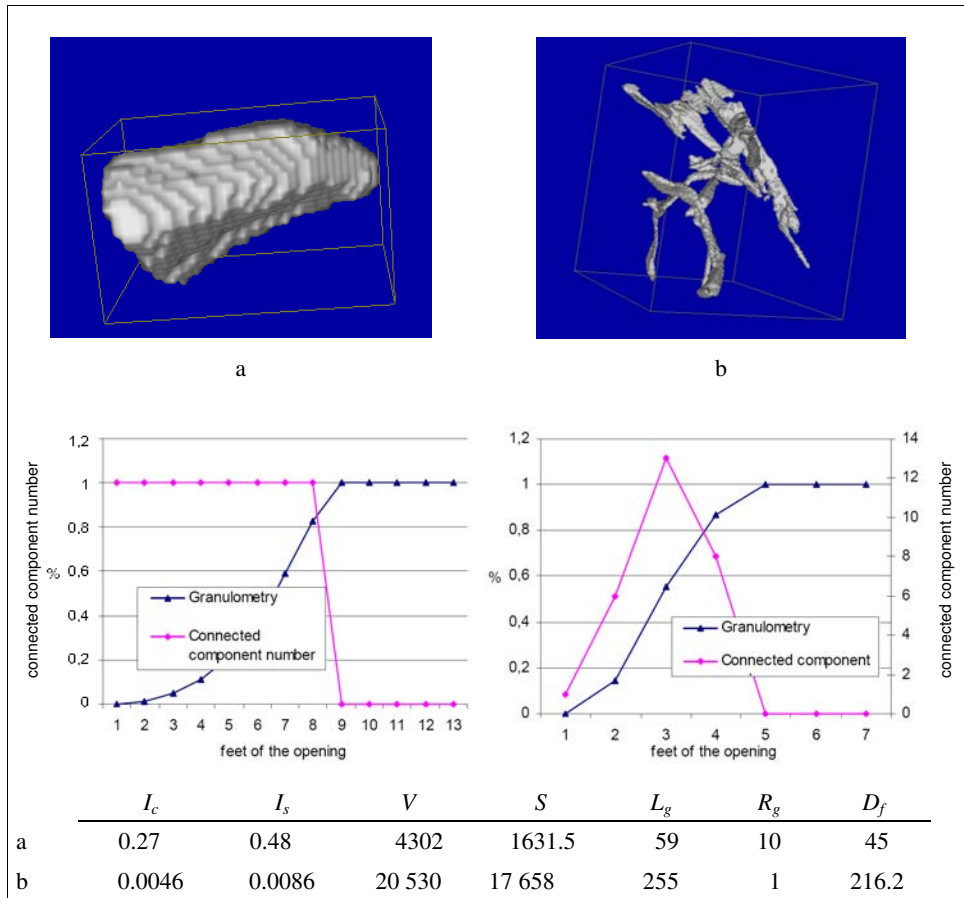 a
b
connected component number
%
1,2
1
0,8
0,6
0,4
0,2
0
Granulometry
Connected
component number
1 2 3 4 5 6 7 8 9 10 11 12 13
feet of the opening
%
1,2
1
0,8
0,6
0,4
0,2
0
14
12
10
8
6
4
2
0
Granulometry
Connected component
1 2 3 4 5 6 7
feet of the opening
connected component number
I_c I_s V S L_g R_g D_f
a 0.27 0.48 4302 1631.5 59 10 45
b 0.0046 0.0086 20 530 17 658 255 1 216.2